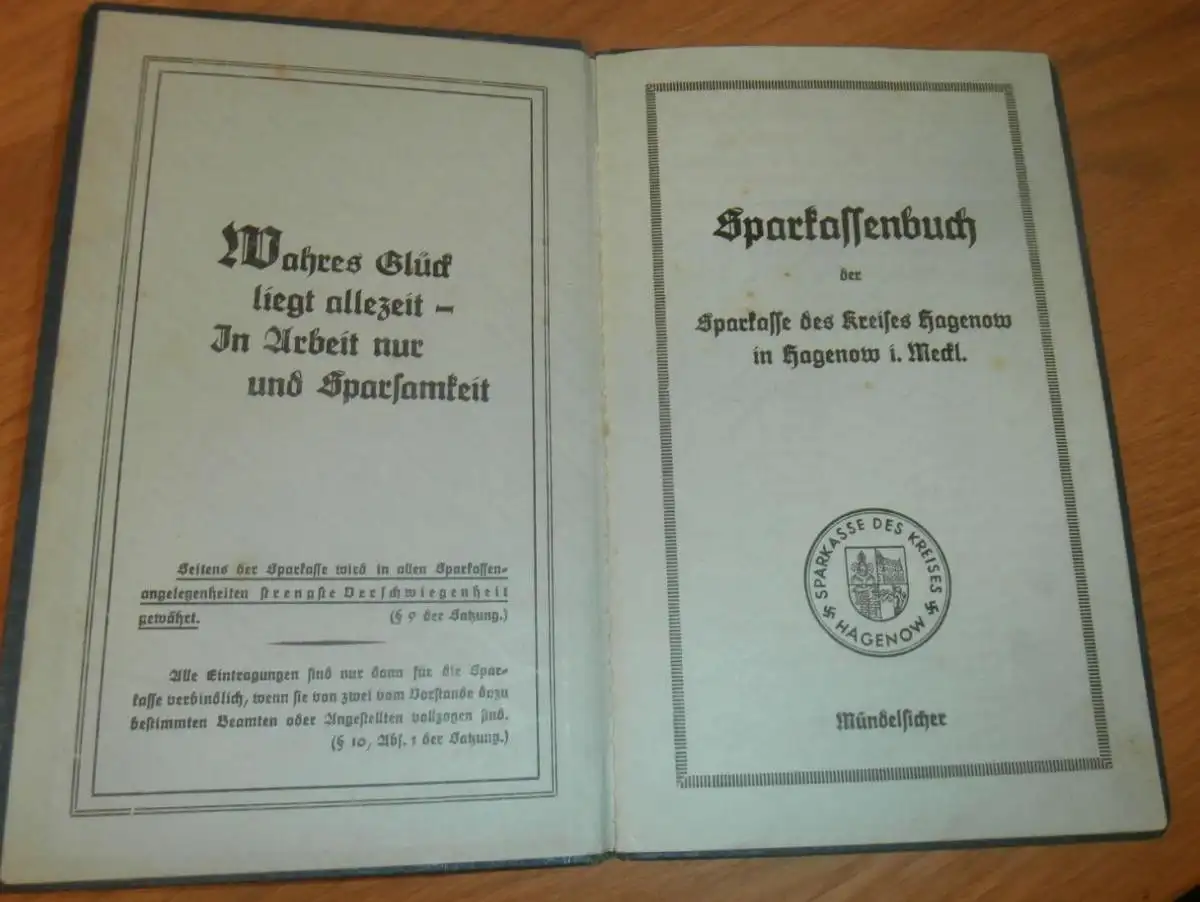 Wahres Glück
liegt allezeit –
In Arbeit nur
und Sparsamkeit
Seitens der Sparkasse wird in allen Sparkassen-
angelegenheiten strengste Verschwiegenheit
gewährt. (§ 9 der Satzung.)
Alle Eintragungen sind nur dann für die Spar-
kasse verbindlich, wenn sie von zwei vom Vorstande dazu
bestimmten Beamten oder Angestellten vollzogen sind.
(§ 10, Abs. 1 der Satzung.)
Sparkassenbuch
der
Sparkasse des Kreises Hagenow
in Hagenow i. Meckl.
SPARKASSE DES KREISES
HAGENOW
Mündelsicher